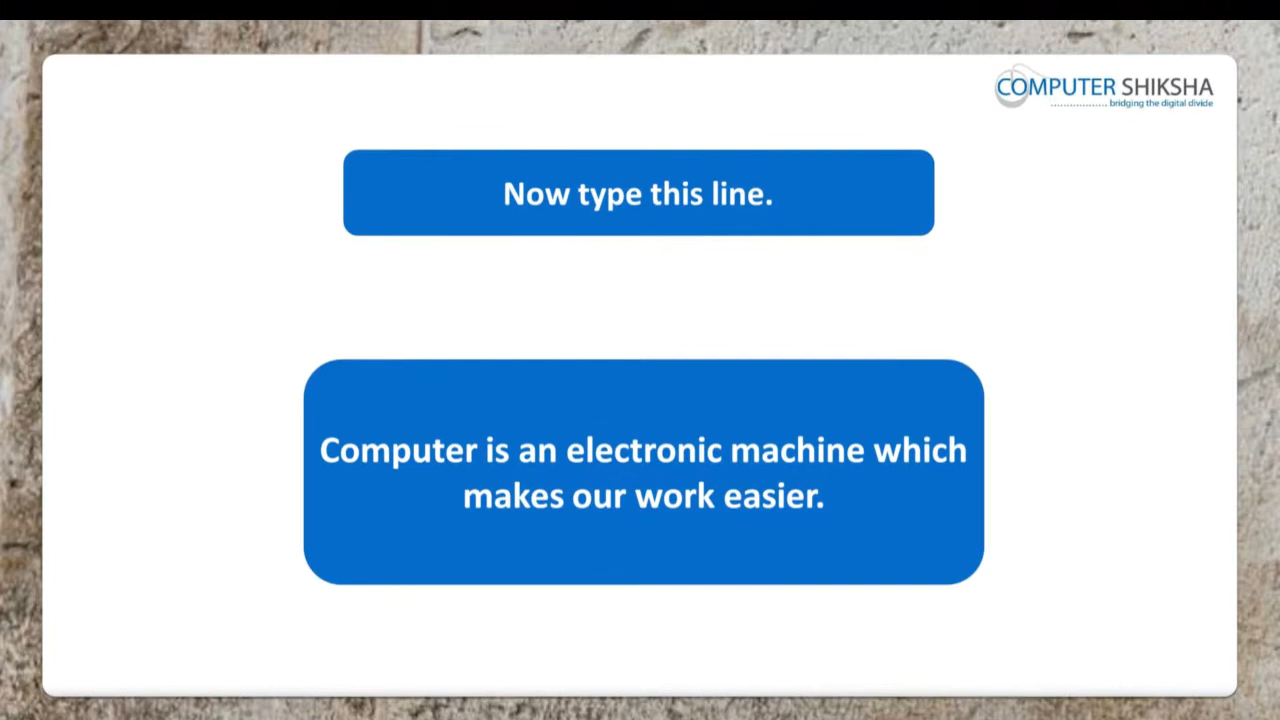 COMPUTER SHIKSHA
bridging the digital divide
Now type this line.
Computer is an electronic machine which
makes our work easier.